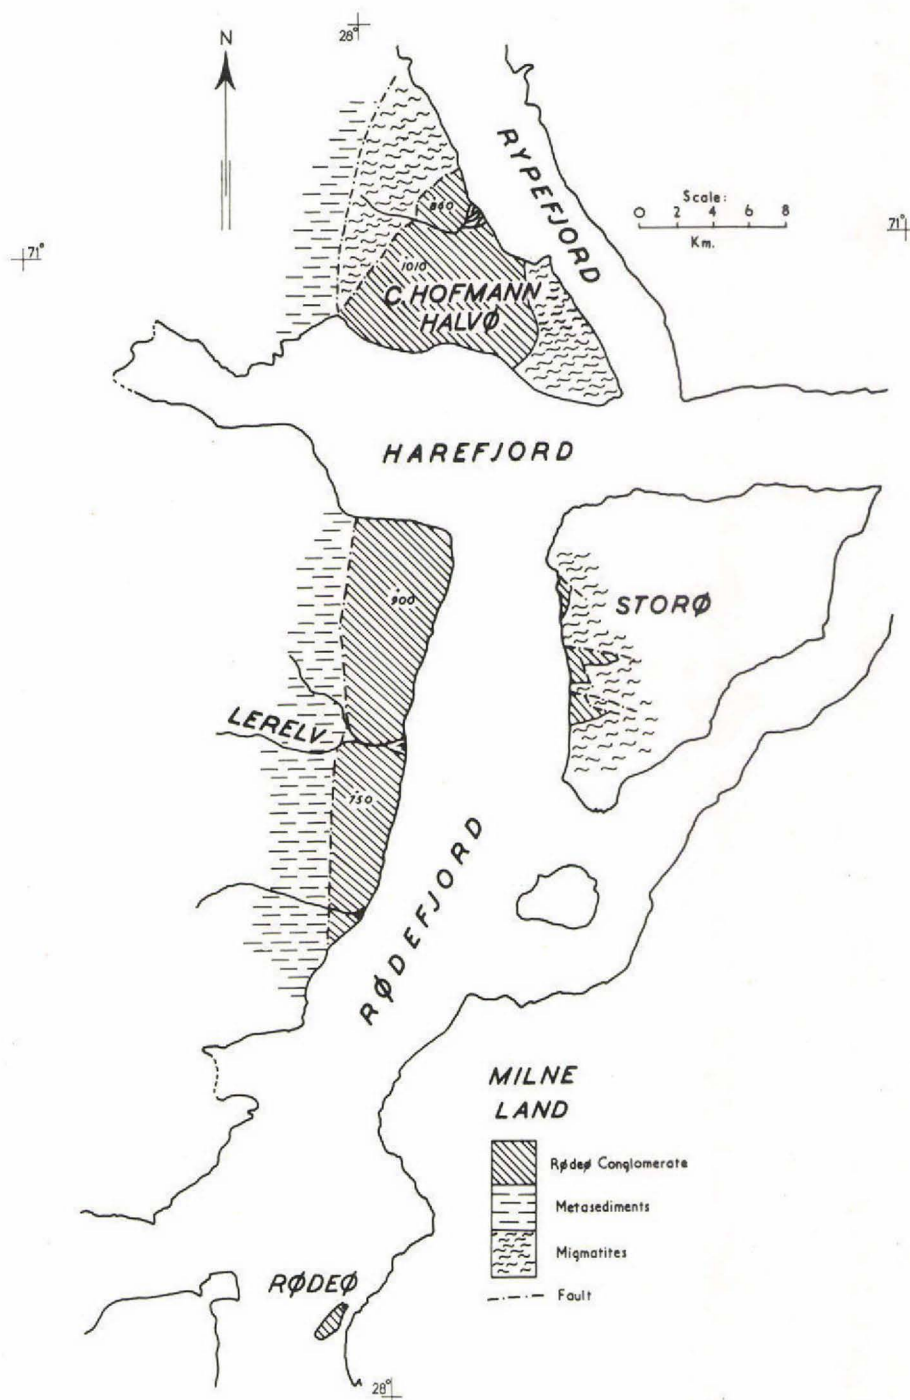 N
28°
RYPEFJORD
Scale:
0 2 4 6 8
Km.
71°
71°
860
1010
C. HOFMANN
HALVØ
HAREFJORD
900
STORØ
LERELV
750
RØDEFJORD
MILNE
LAND
Rødeø Conglomerate
Metasediments
Migmatites
Fault
RØDEØ
28°